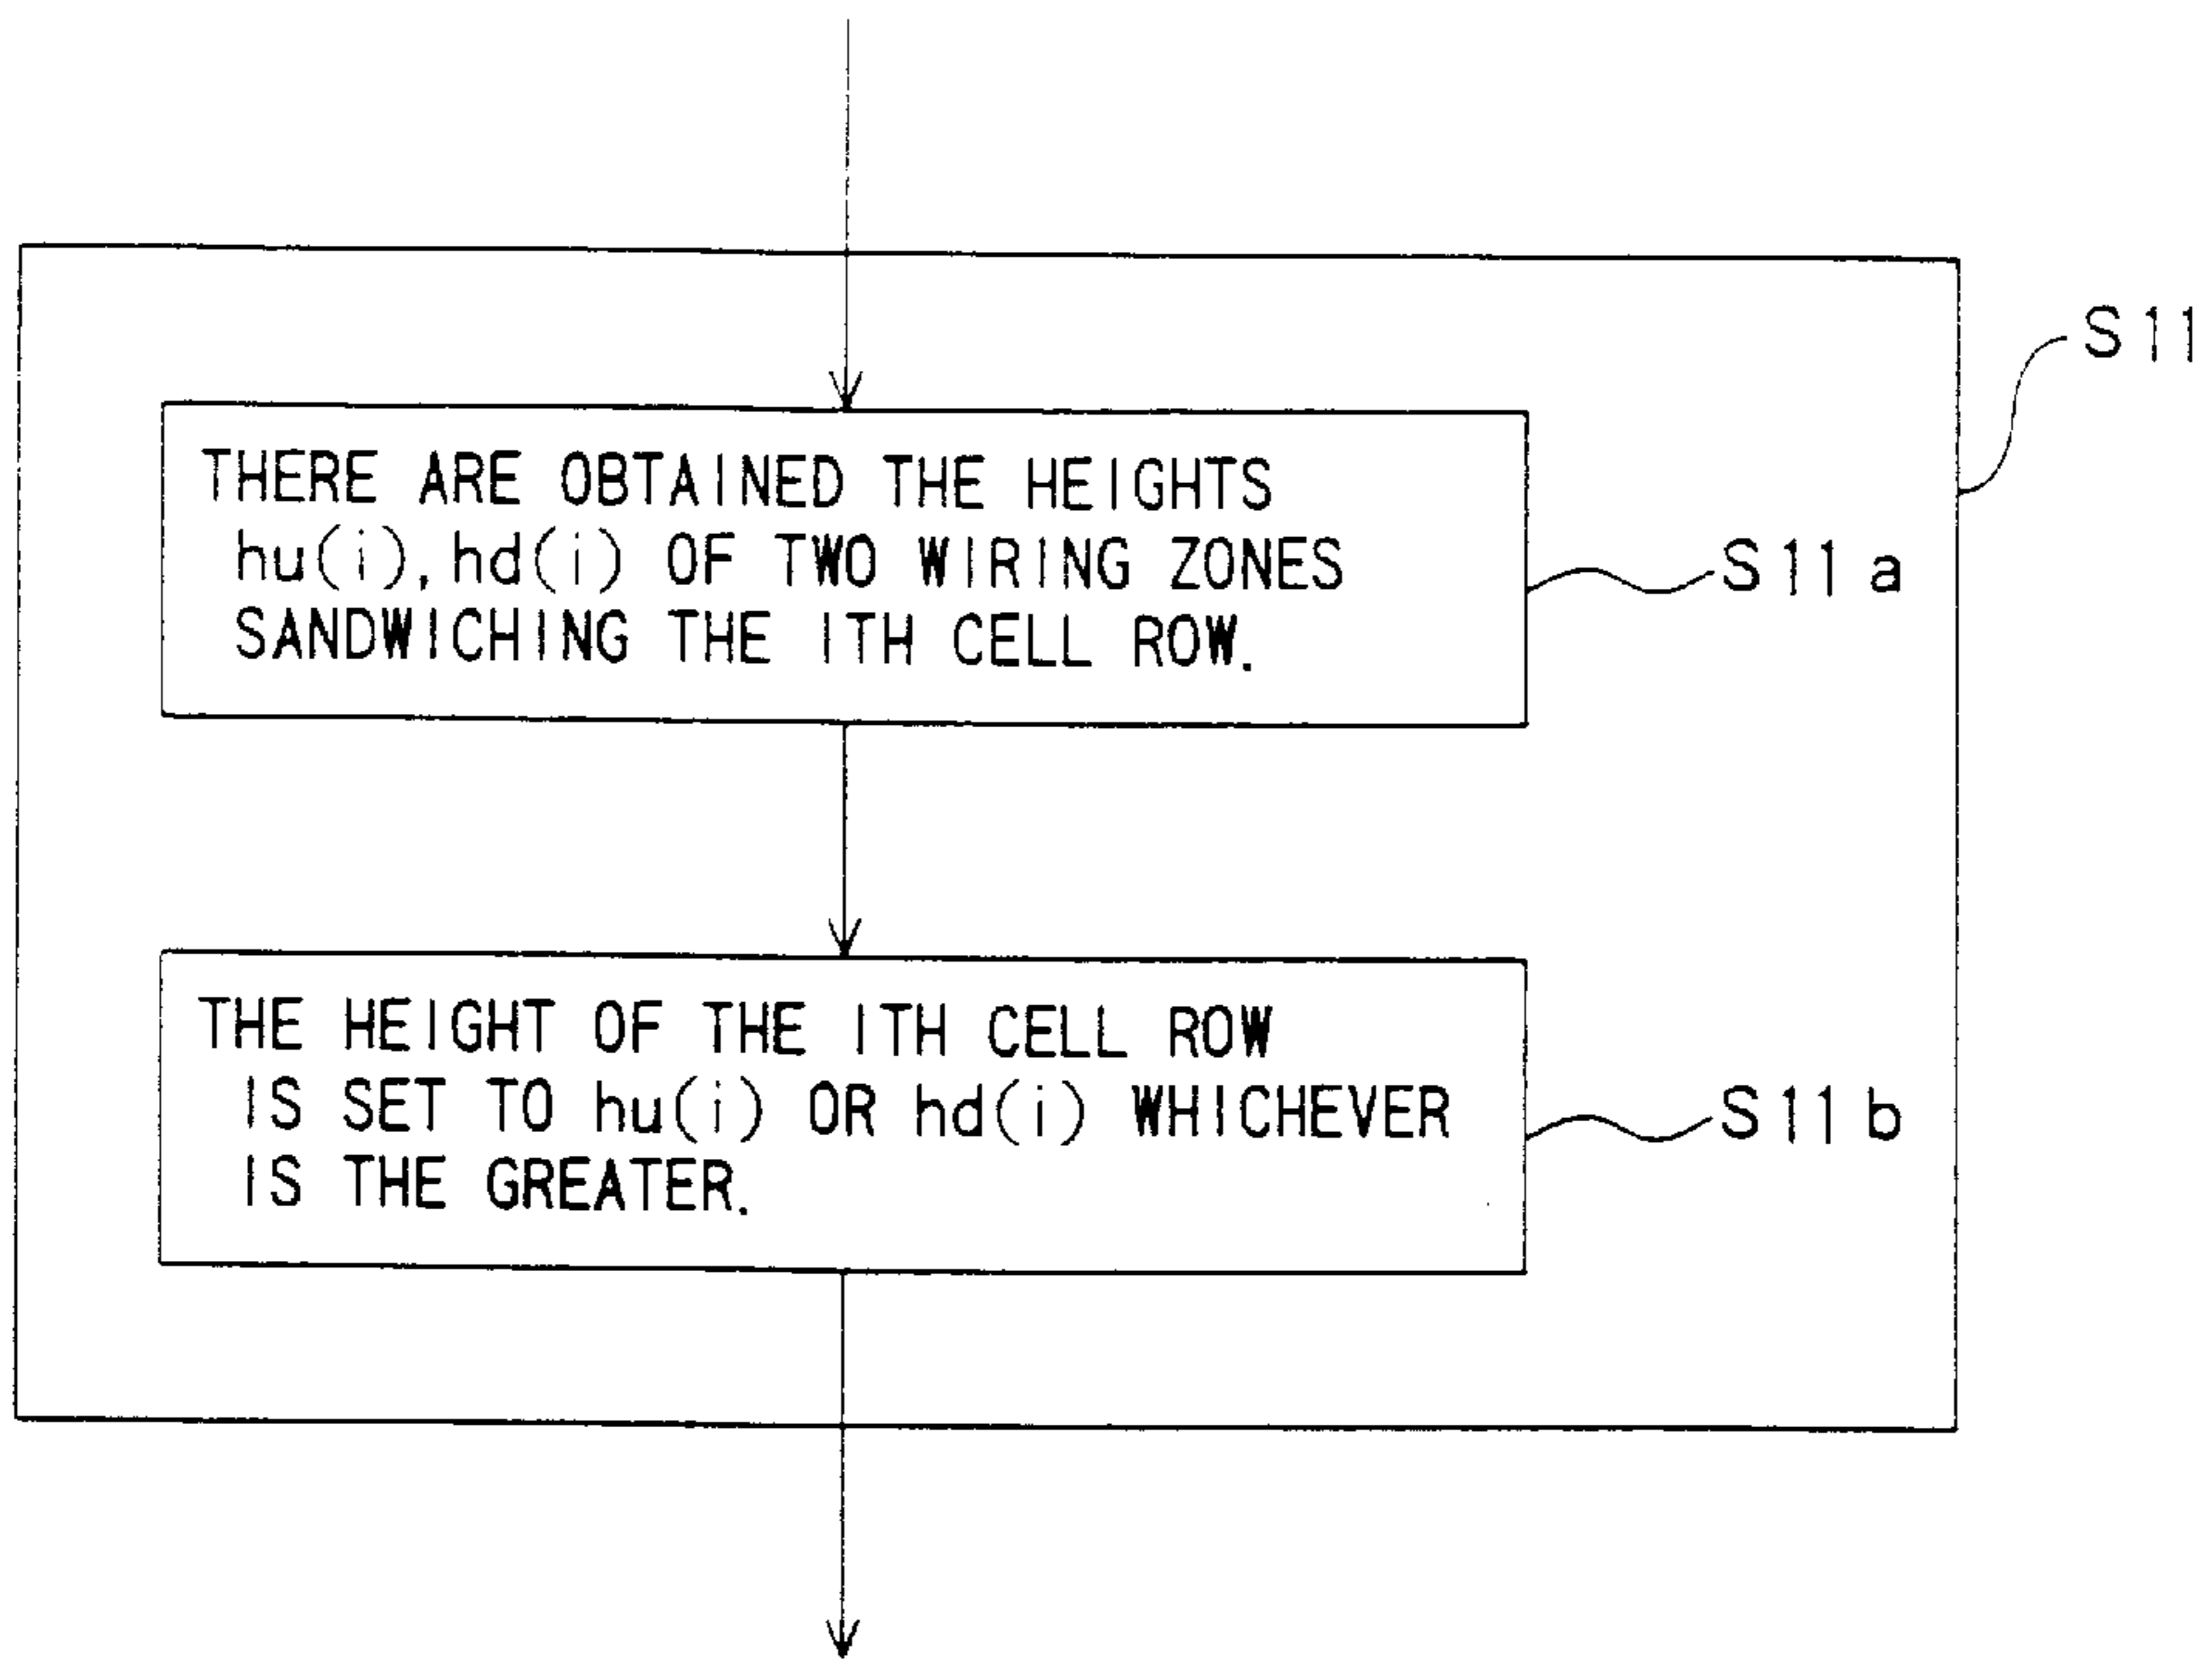 S11
THERE ARE OBTAINED THE HEIGHTS
hu(i), hd(i) OF TWO WIRING ZONES
SANDWICHING THE ITH CELL ROW.
S11a
THE HEIGHT OF THE ITH CELL ROW
IS SET TO hu(i) OR hd(i) WHICHEVER
IS THE GREATER.
S11b